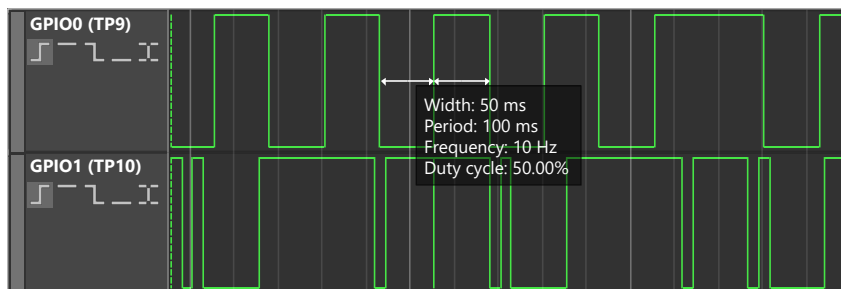 GPIO0 (TP9)
Width: 50 ms
Period: 100 ms
Frequency: 10 Hz
Duty cycle: 50.00%
GPIO1 (TP10)